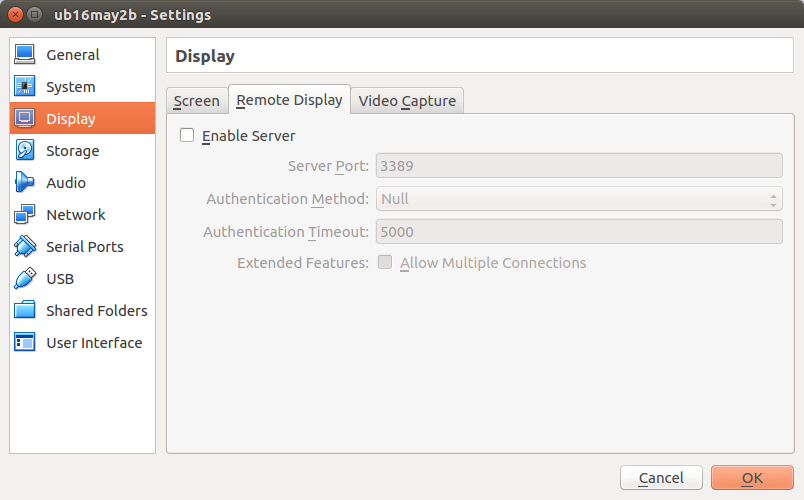 ub16may2b - Settings
General
System
Display
Storage
Audio
Network
Serial Ports
USB
Shared Folders
User Interface
Display
Screen Remote Display Video Capture
Enable Server
Server Port: 3389
Authentication Method: Null
Authentication Timeout: 5000
Extended Features: Allow Multiple Connections
Cancel OK